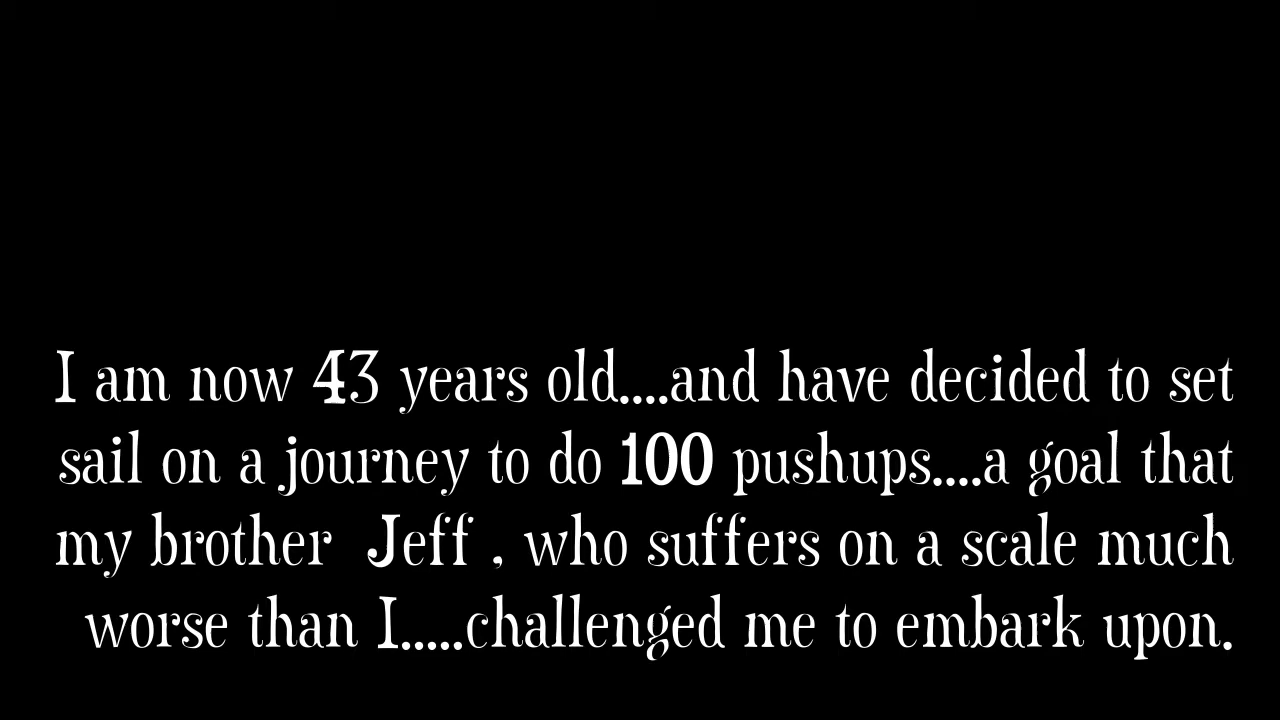 I am now 43 years old....and have decided to set
sail on a journey to do 100 pushups....a goal that
my brother  Jeff , who suffers on a scale much
worse than I.....challenged me to embark upon.